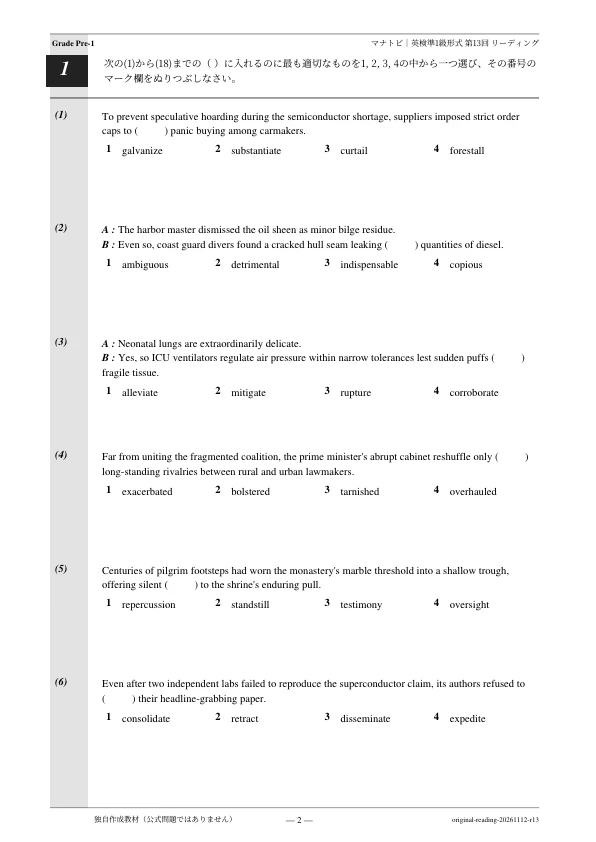 Grade Pre-1
マナトビ｜英検準1級形式 第13回 リーディング
1
次の(1)から(18)までの（ ）に入れるのに最も適切なものを1, 2, 3, 4の中から一つ選び、その番号の
マーク欄をぬりつぶしなさい。
(1)
To prevent speculative hoarding during the semiconductor shortage, suppliers imposed strict order
caps to (          ) panic buying among carmakers.
1 galvanize 2 substantiate 3 curtail 4 forestall
(2)
A : The harbor master dismissed the oil sheen as minor bilge residue.
B : Even so, coast guard divers found a cracked hull seam leaking (          ) quantities of diesel.
1 ambiguous 2 detrimental 3 indispensable 4 copious
(3)
A : Neonatal lungs are extraordinarily delicate.
B : Yes, so ICU ventilators regulate air pressure within narrow tolerances lest sudden puffs (          )
fragile tissue.
1 alleviate 2 mitigate 3 rupture 4 corroborate
(4)
Far from uniting the fragmented coalition, the prime minister's abrupt cabinet reshuffle only (          )
long-standing rivalries between rural and urban lawmakers.
1 exacerbated 2 bolstered 3 tarnished 4 overhauled
(5)
Centuries of pilgrim footsteps had worn the monastery's marble threshold into a shallow trough,
offering silent (          ) to the shrine's enduring pull.
1 repercussion 2 standstill 3 testimony 4 oversight
(6)
Even after two independent labs failed to reproduce the superconductor claim, its authors refused to
(          ) their headline-grabbing paper.
1 consolidate 2 retract 3 disseminate 4 expedite
独自作成教材（公式問題ではありません）
— 2 —
original-reading-20261112-r13